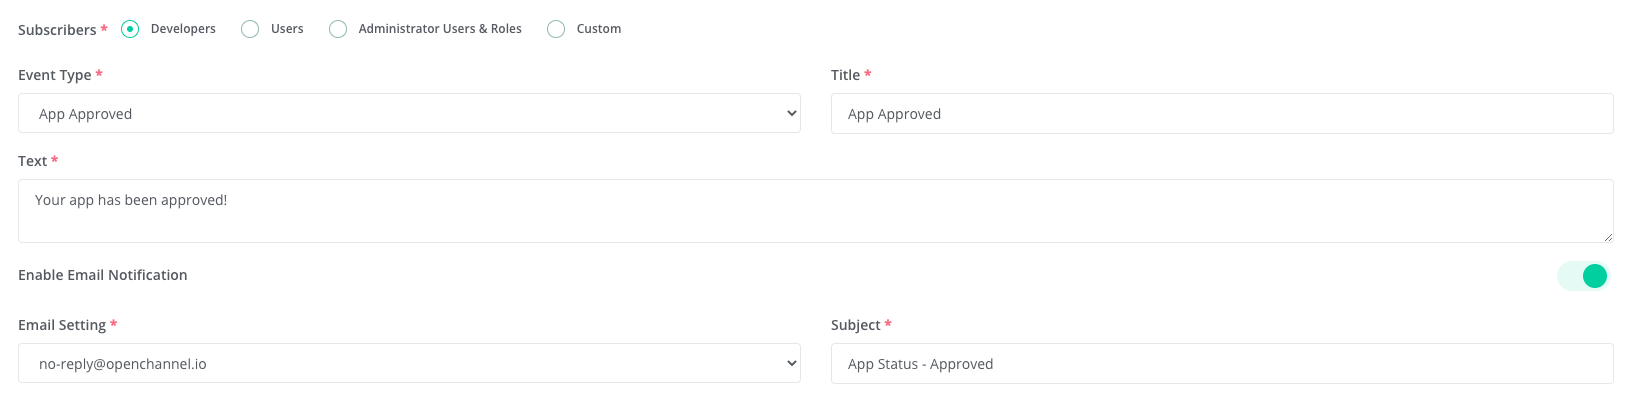 Subscribers * Developers Users Administrator Users & Roles Custom
Event Type * Title *
App Approved App Approved
Text *
Your app has been approved!
Enable Email Notification
Email Setting * Subject *
no-reply@openchannel.io App Status - Approved